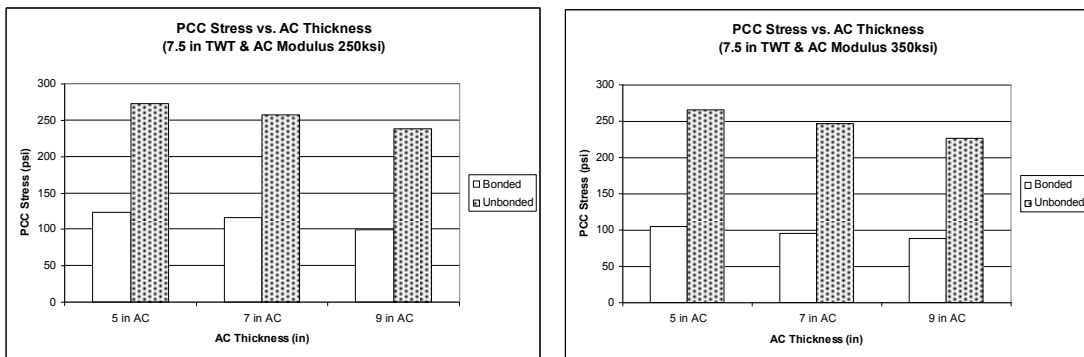 PCC Stress vs. AC Thickness
(7.5 in TWT & AC Modulus 250ksi)
300
250
200
150
100
50
0
PCC Stress (psi)
5 in AC
7 in AC
9 in AC
AC Thickness (in)
Bonded
Unbonded
PCC Stress vs. AC Thickness
(7.5 in TWT & AC Modulus 350ksi)
300
250
200
150
100
50
0
PCC Stress (psi)
5 in AC
7 in AC
9 in AC
AC Thickness (in)
Bonded
Unbonded